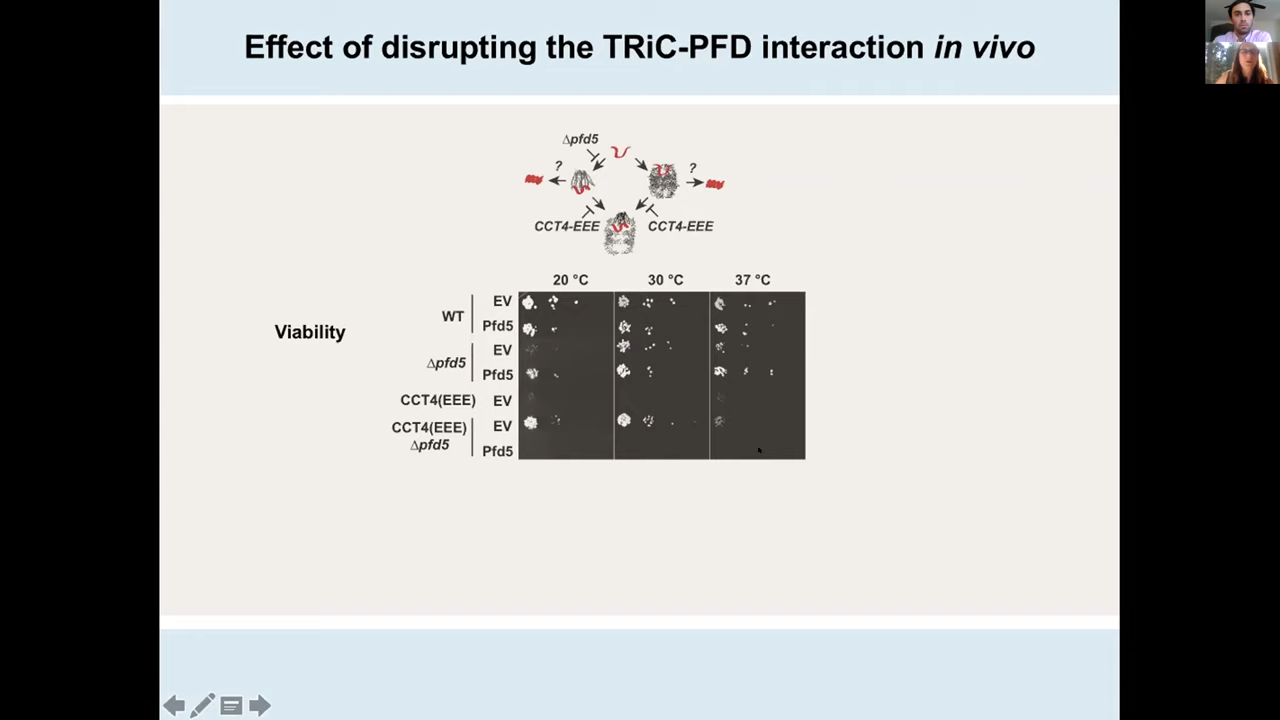 Effect of disrupting the TRiC-PFD interaction in vivo
Δpfd5
? ?
CCT4-EEE CCT4-EEE
20 °C 30 °C 37 °C
Viability
WT
EV
Pfd5
Δpfd5
EV
Pfd5
CCT4(EEE) EV
CCT4(EEE)
Δpfd5
EV
Pfd5